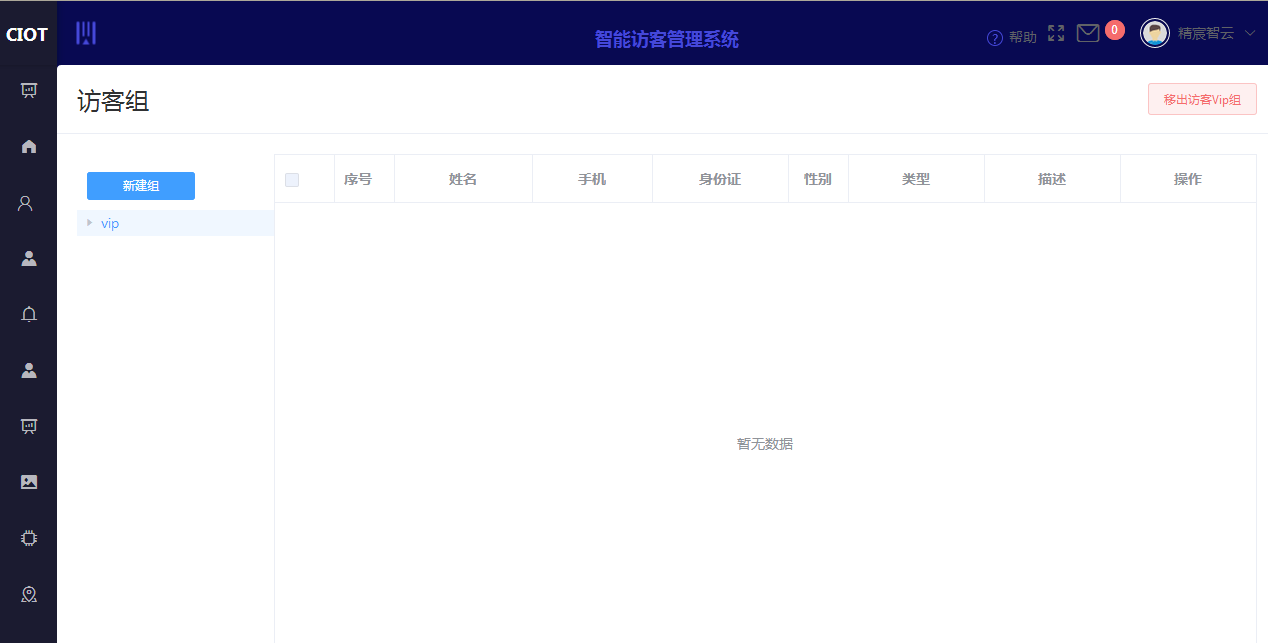 CIOT
智能访客管理系统
帮助
0
精宸智云
访客组
移出访客Vip组
新建组
vip
序号 姓名 手机 身份证 性别 类型 描述 操作
暂无数据